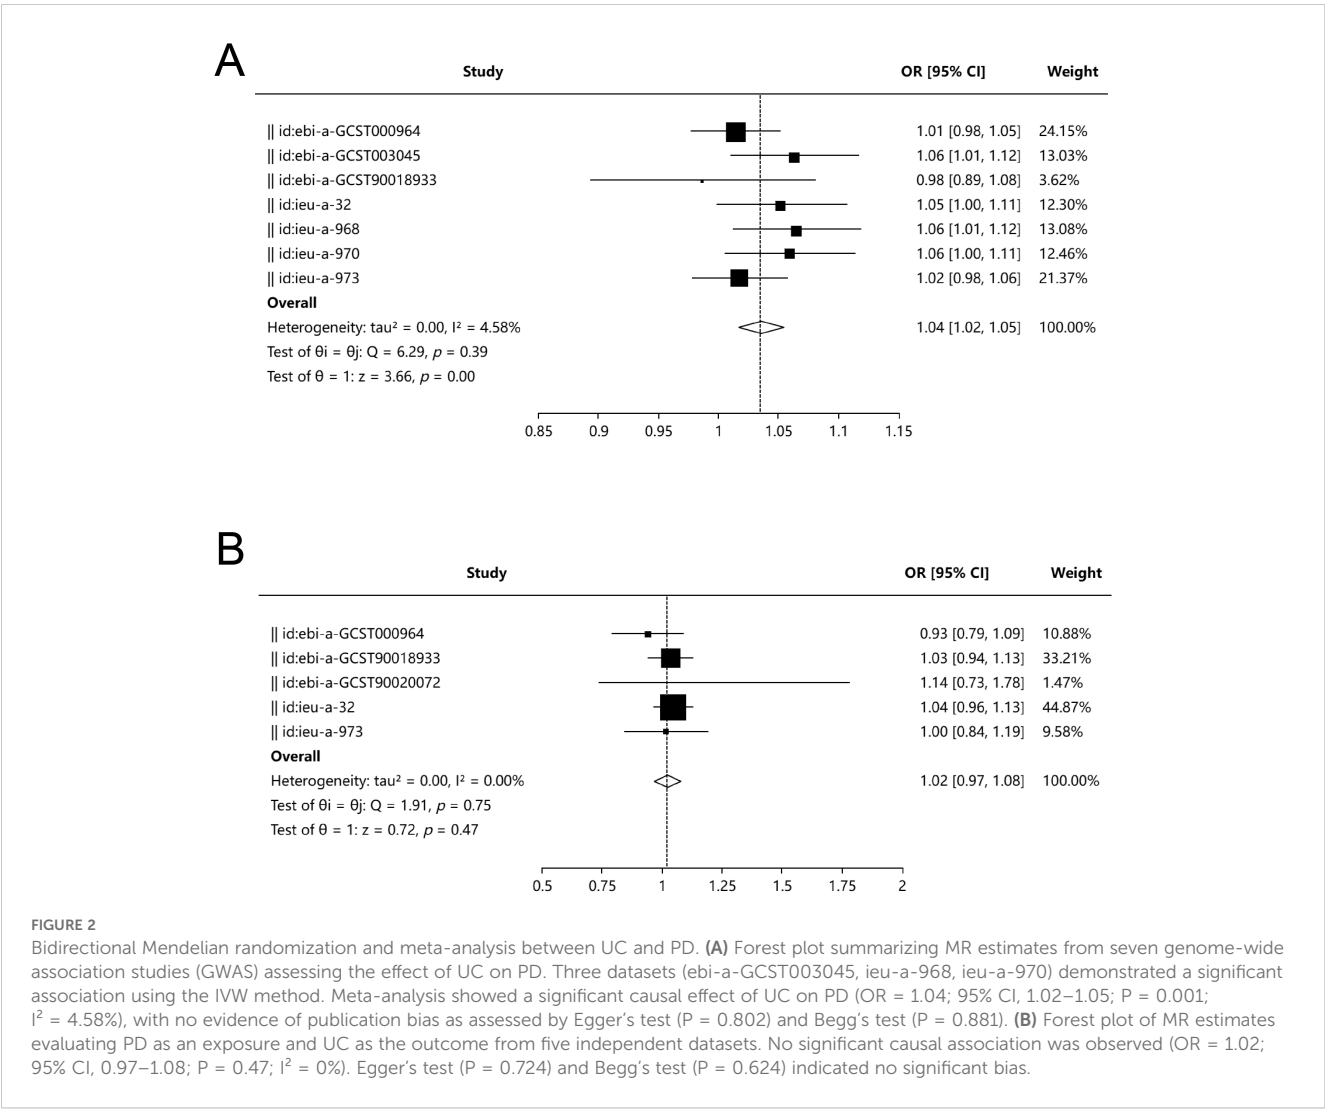 A
Study OR [95% CI] Weight
|| id:ebi-a-GCST000964 1.01 [0.98, 1.05] 24.15%
|| id:ebi-a-GCST003045 1.06 [1.01, 1.12] 13.03%
|| id:ebi-a-GCST90018933 0.98 [0.89, 1.08] 3.62%
|| id:ieu-a-32 1.05 [1.00, 1.11] 12.30%
|| id:ieu-a-968 1.06 [1.01, 1.12] 13.08%
|| id:ieu-a-970 1.06 [1.00, 1.11] 12.46%
|| id:ieu-a-973 1.02 [0.98, 1.06] 21.37%
Overall
Heterogeneity: tau² = 0.00, I² = 4.58% 1.04 [1.02, 1.05] 100.00%
Test of θi = θj: Q = 6.29, p = 0.39
Test of θ = 1: z = 3.66, p = 0.00
0.85 0.9 0.95 1 1.05 1.1 1.15
B
Study OR [95% CI] Weight
|| id:ebi-a-GCST000964 0.93 [0.79, 1.09] 10.88%
|| id:ebi-a-GCST90018933 1.03 [0.94, 1.13] 33.21%
|| id:ebi-a-GCST90020072 1.14 [0.73, 1.78] 1.47%
|| id:ieu-a-32 1.04 [0.96, 1.13] 44.87%
|| id:ieu-a-973 1.00 [0.84, 1.19] 9.58%
Overall
Heterogeneity: tau² = 0.00, I² = 0.00% 1.02 [0.97, 1.08] 100.00%
Test of θi = θj: Q = 1.91, p = 0.75
Test of θ = 1: z = 0.72, p = 0.47
0.5 0.75 1 1.25 1.5 1.75 2
FIGURE 2
Bidirectional Mendelian randomization and meta-analysis between UC and PD. (A) Forest plot summarizing MR estimates from seven genome-wide
association studies (GWAS) assessing the effect of UC on PD. Three datasets (ebi-a-GCST003045, ieu-a-968, ieu-a-970) demonstrated a significant
association using the IVW method. Meta-analysis showed a significant causal effect of UC on PD (OR = 1.04; 95% CI, 1.02–1.05; P = 0.001;
I² = 4.58%), with no evidence of publication bias as assessed by Egger's test (P = 0.802) and Begg's test (P = 0.881). (B) Forest plot of MR estimates
evaluating PD as an exposure and UC as the outcome from five independent datasets. No significant causal association was observed (OR = 1.02;
95% CI, 0.97–1.08; P = 0.47; I² = 0%). Egger's test (P = 0.724) and Begg's test (P = 0.624) indicated no significant bias.